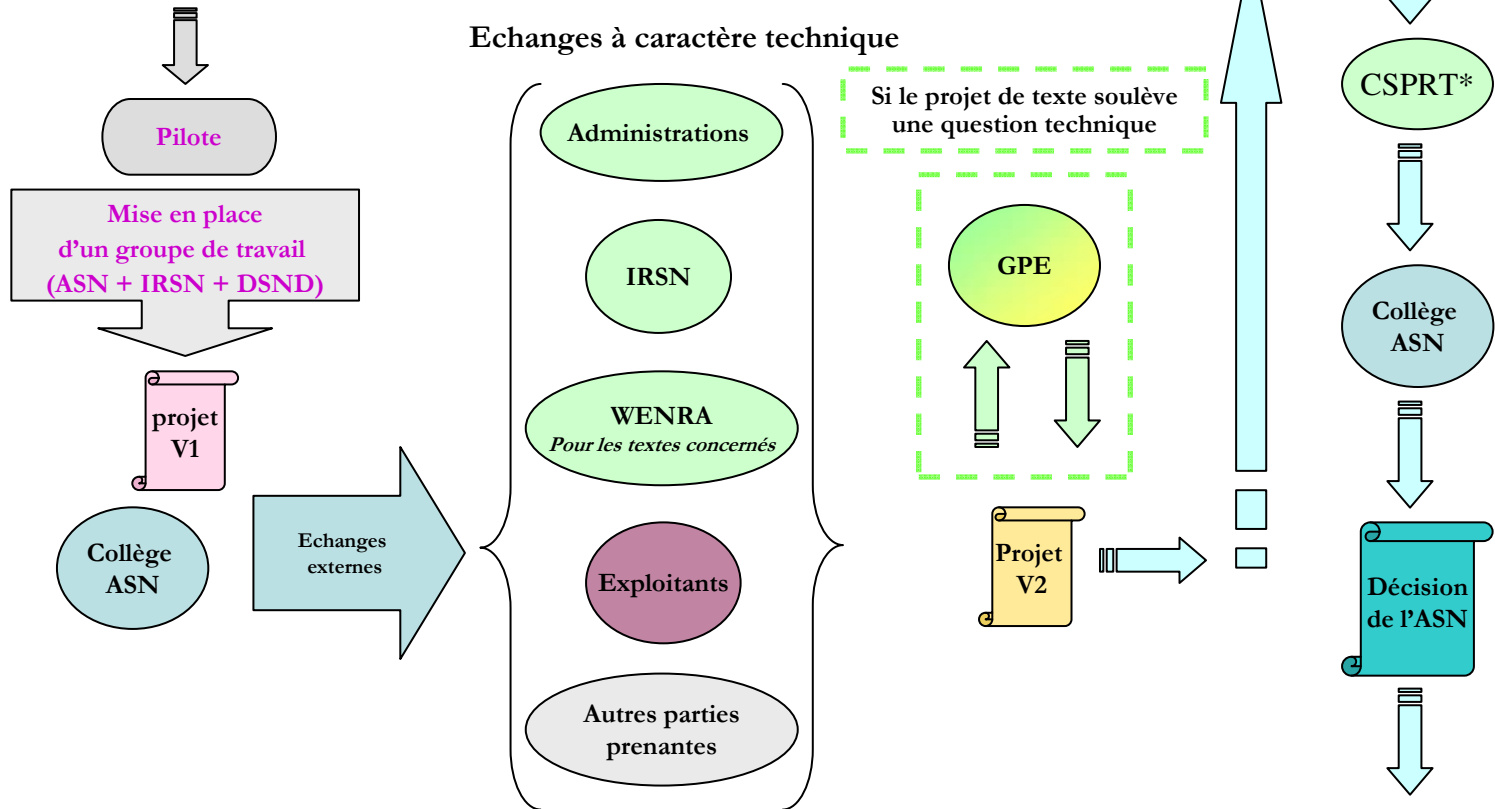 Echanges à caractère technique
Pilote
Mise en place
d'un groupe de travail
(ASN + IRSN + DSND)
projet
V1
Collège
ASN
Echanges
externes
Administrations
IRSN
WENRA
Pour les textes concernés
Exploitants
Autres parties
prenantes
Si le projet de texte soulève
une question technique
GPE
Projet
V2
CSPRT*
Collège
ASN
Décision
de l'ASN